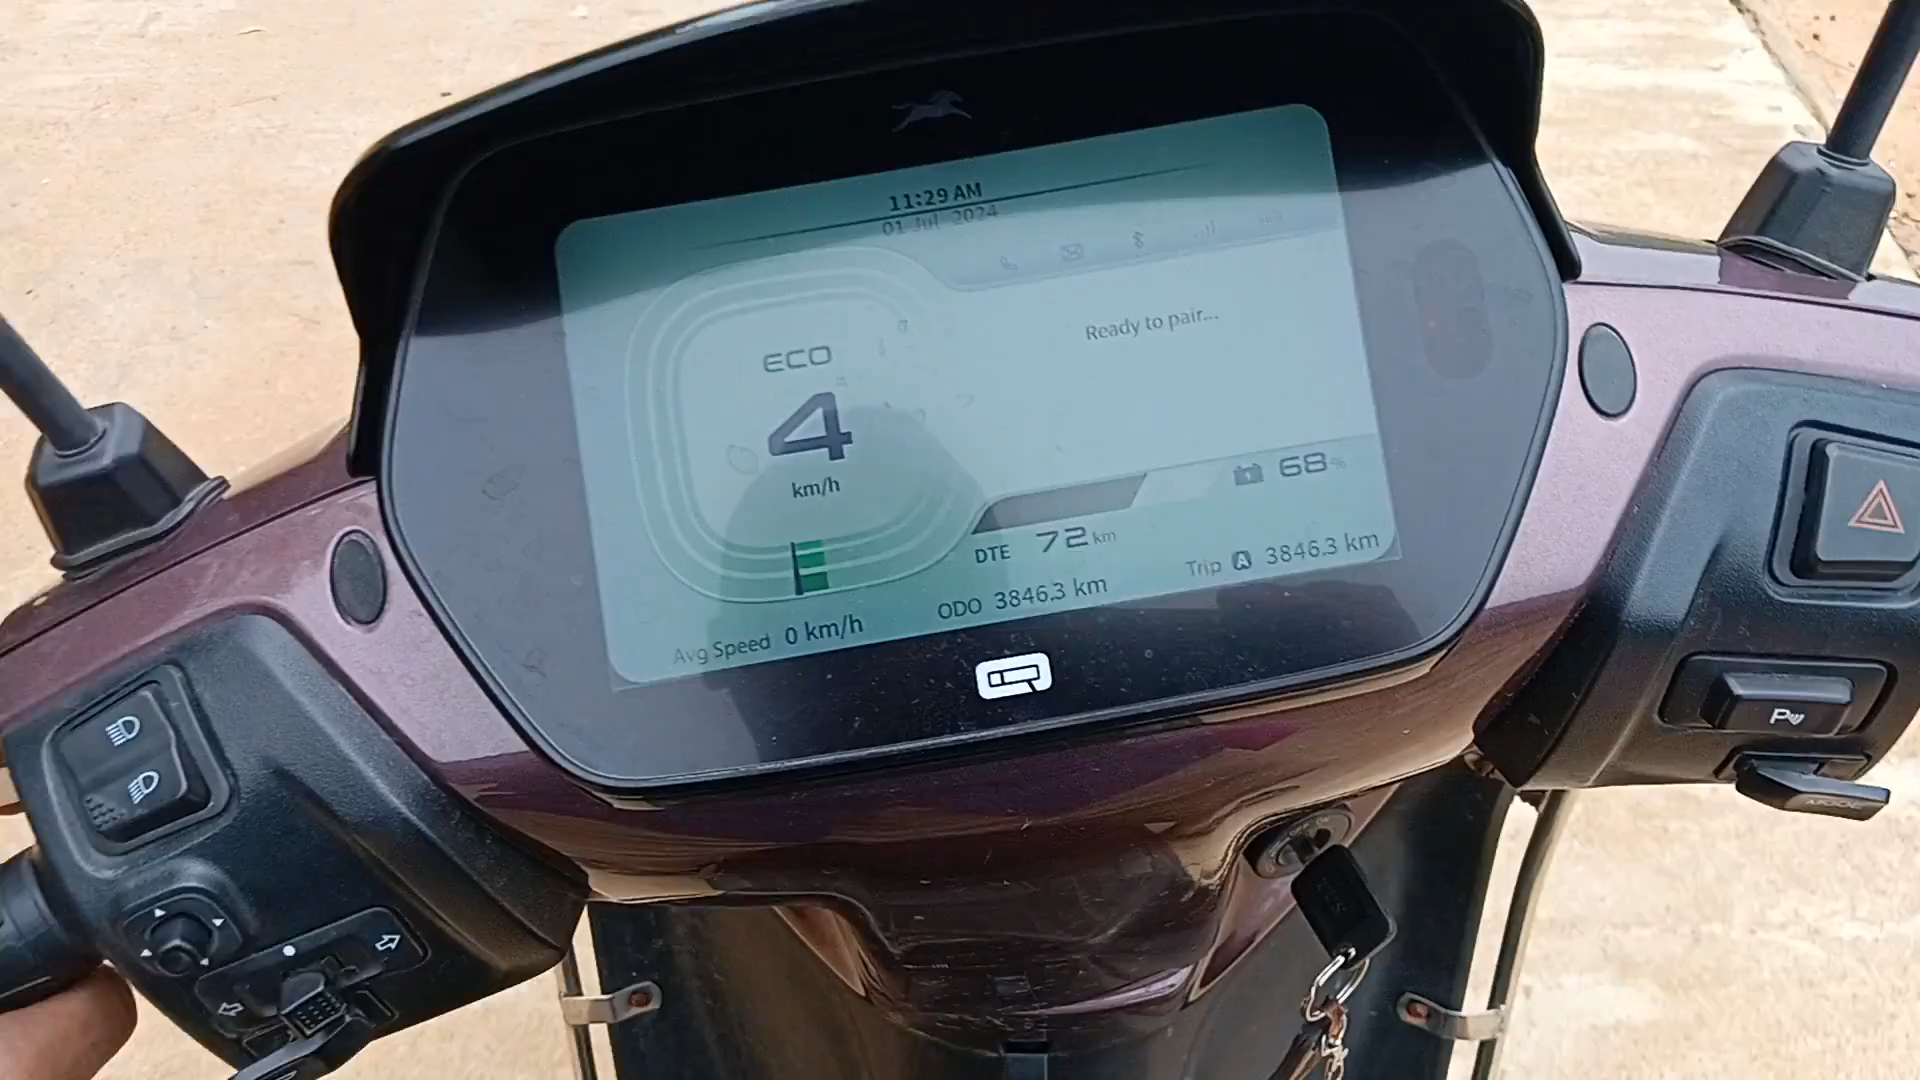 11:29 AM
01 Jul 2024
Ready to pair...
ECO
4
km/h
68%
DTE 72 km
Trip A 3846.3 km
ODO 3846.3 km
Avg Speed 0 km/h
P